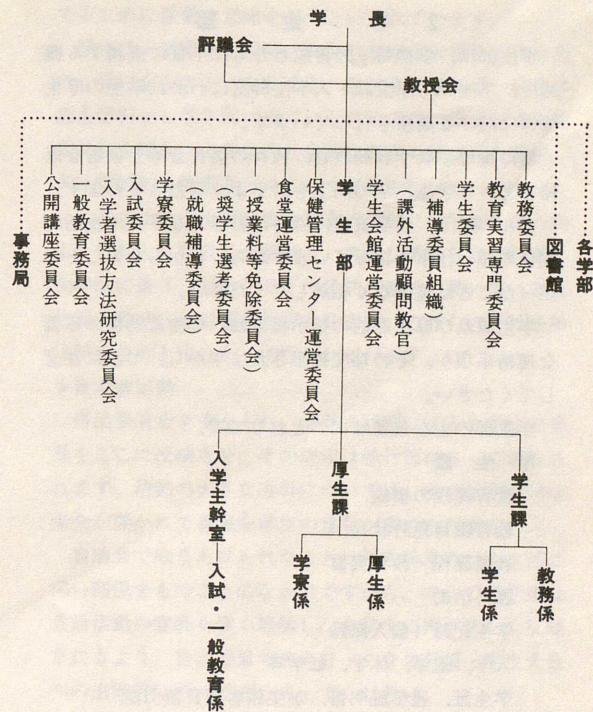 学長
評議会
教授会
各学部
図書館
教務委員会
教育実習専門委員会
学生委員会
補導委員組織
課外活動顧問教官
学生会館運営委員会
学生部
保健管理センター運営委員会
食堂運営委員会
(授業料等免除委員会)
奨学生選考委員会
就職補導委員会)
学寮委員会
入試委員会
入学者選抜方法研究委員会
一般教育委員会
公開講座委員会
事務局
学生課
教務係
学生係
厚生課
厚生係
学寮係
入学主幹室
入試・一般教育係